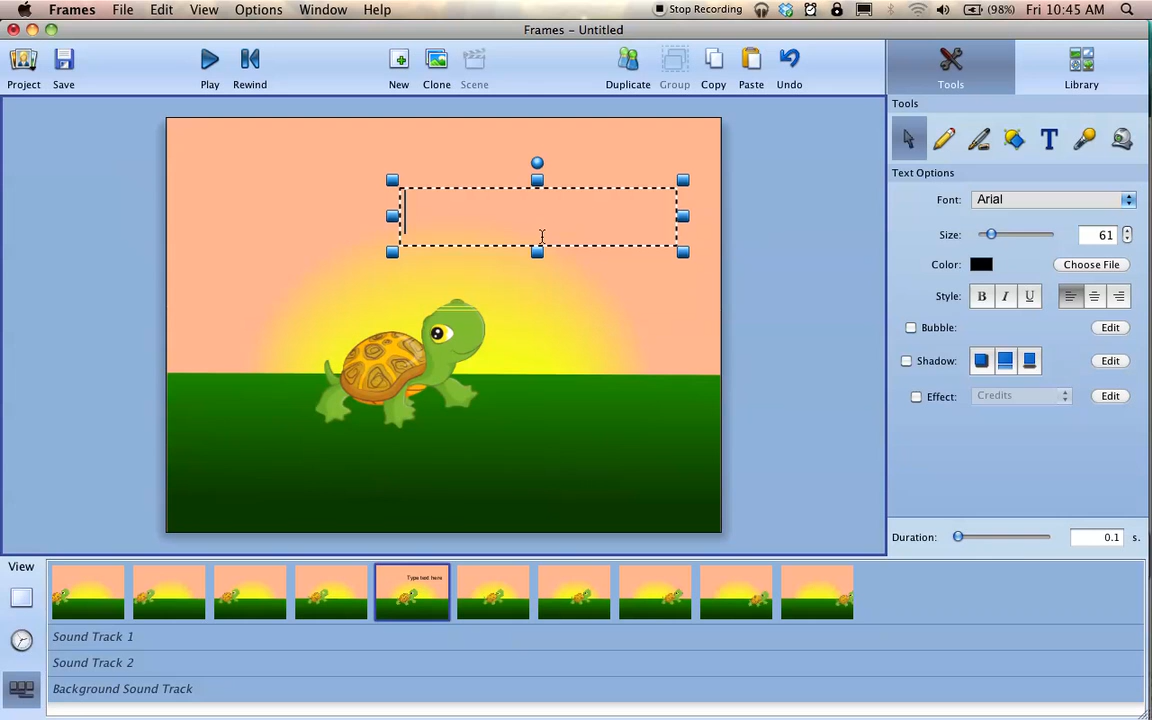 Frames File Edit View Options Window Help Stop Recording (98%) Fri 10:45 AM
Frames – Untitled
Project Save Play Rewind New Clone Scene Duplicate Group Copy Paste Undo Tools Library
Tools
Text Options
Font: Arial
Size: 61
Color: Choose File
Style: B I U
Bubble: Edit
Shadow: Edit
Effect: Credits Edit
Duration: 0.1 s.
View
Type text here
Sound Track 1
Sound Track 2
Background Sound Track